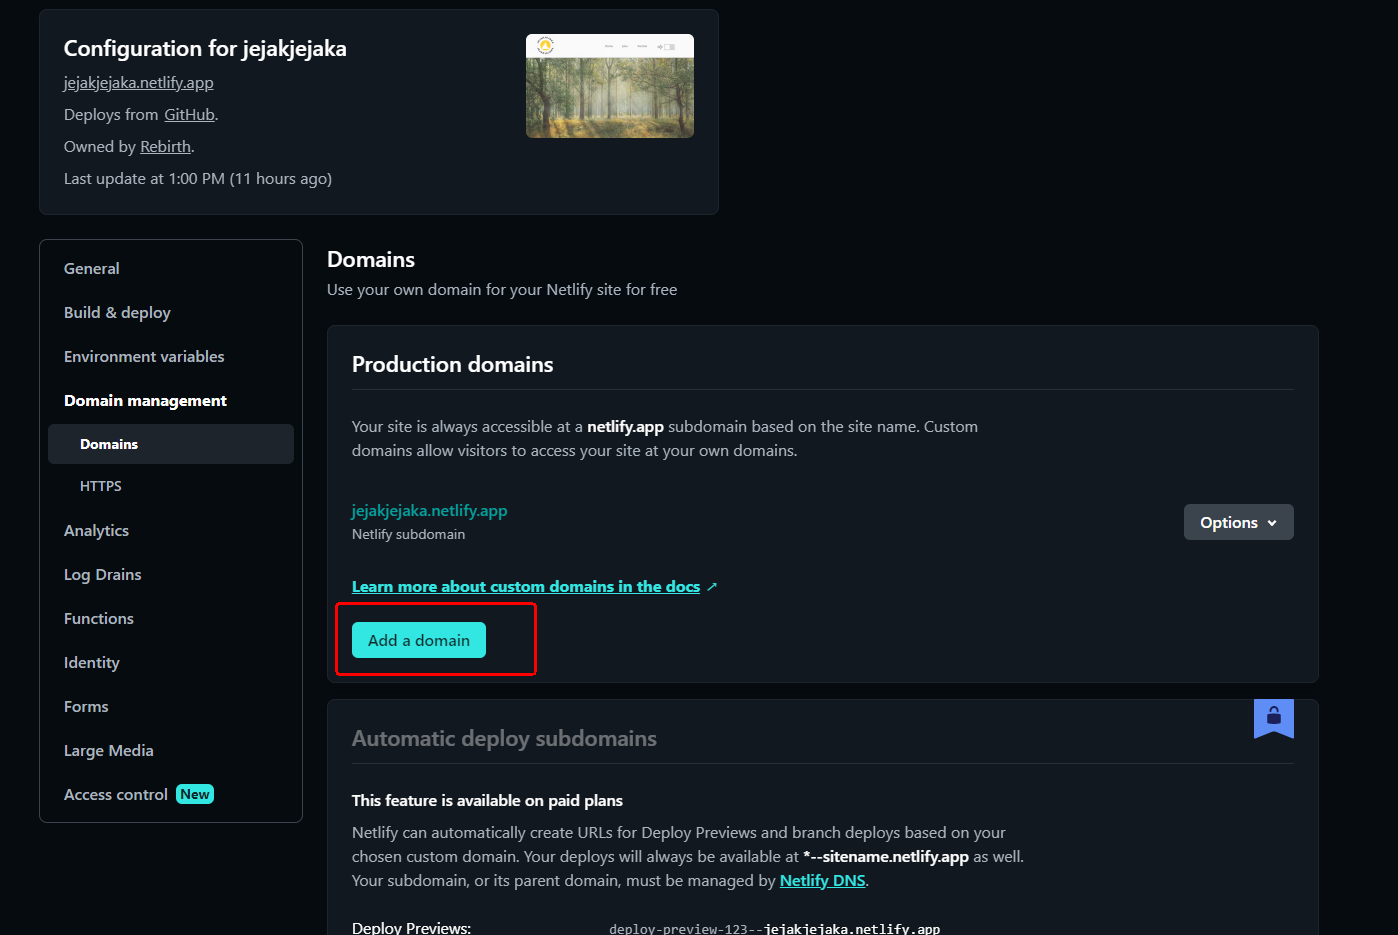 Configuration for jejakjejaka
jejakjejaka.netlify.app
Deploys from GitHub.
Owned by Rebirth.
Last update at 1:00 PM (11 hours ago)
General
Build & deploy
Environment variables
Domain management
Domains
HTTPS
Analytics
Log Drains
Functions
Identity
Forms
Large Media
Access control New
Domains
Use your own domain for your Netlify site for free
Production domains
Your site is always accessible at a netlify.app subdomain based on the site name. Custom
domains allow visitors to access your site at your own domains.
jejakjejaka.netlify.app
Netlify subdomain
Options
Learn more about custom domains in the docs ↗
Add a domain
Automatic deploy subdomains
This feature is available on paid plans
Netlify can automatically create URLs for Deploy Previews and branch deploys based on your
chosen custom domain. Your deploys will always be available at *--sitename.netlify.app as well.
Your subdomain, or its parent domain, must be managed by Netlify DNS.
Deploy Previews: deploy-preview-123--jejakjejaka.netlify.app